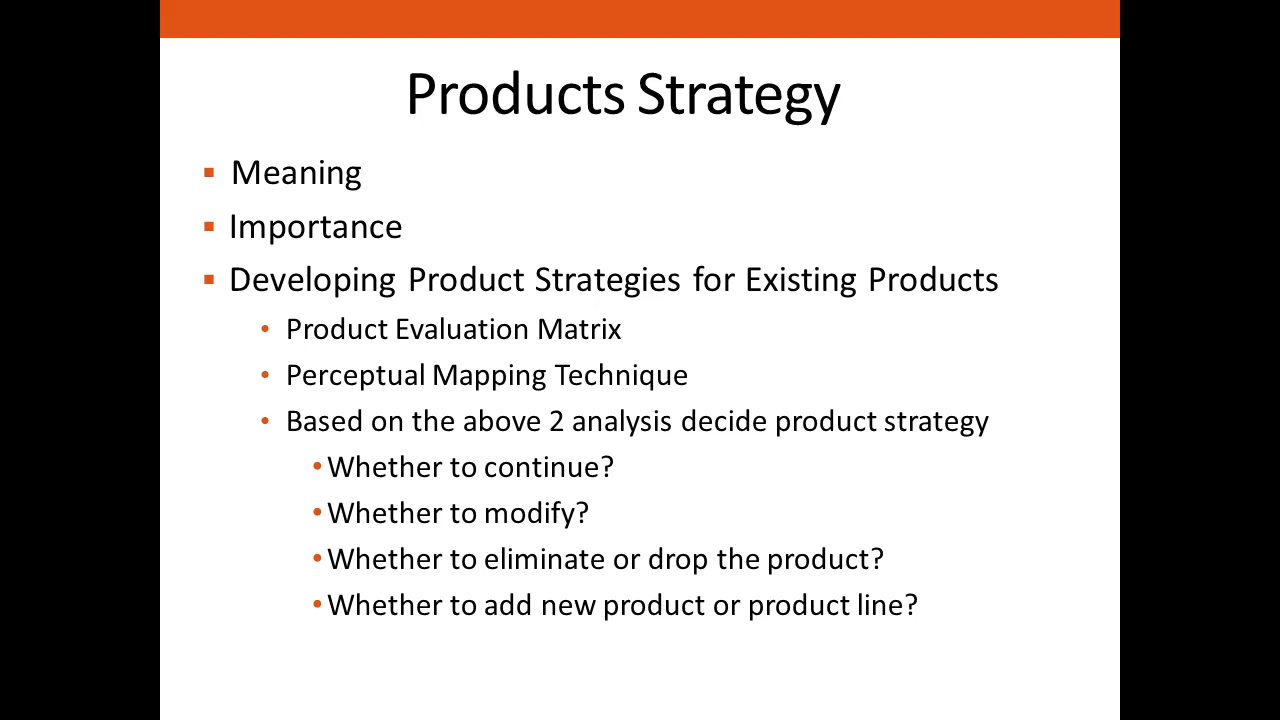 Products Strategy
▪ Meaning
▪ Importance
▪ Developing Product Strategies for Existing Products
• Product Evaluation Matrix
• Perceptual Mapping Technique
• Based on the above 2 analysis decide product strategy
• Whether to continue?
• Whether to modify?
• Whether to eliminate or drop the product?
• Whether to add new product or product line?